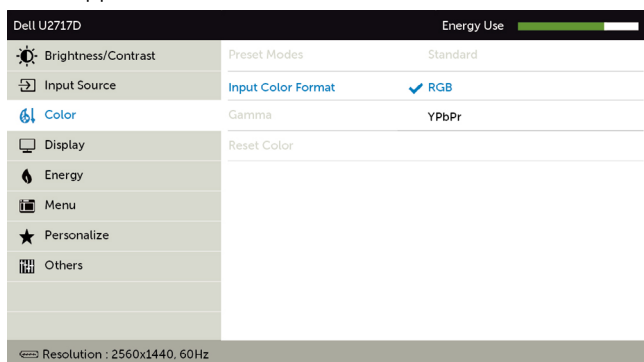 Dell U2717D Energy Use
Brightness/Contrast Preset Modes Standard
Input Source Input Color Format RGB
Color Gamma YPbPr
Display Reset Color
Energy
Menu
Personalize
Others
Resolution : 2560x1440, 60Hz